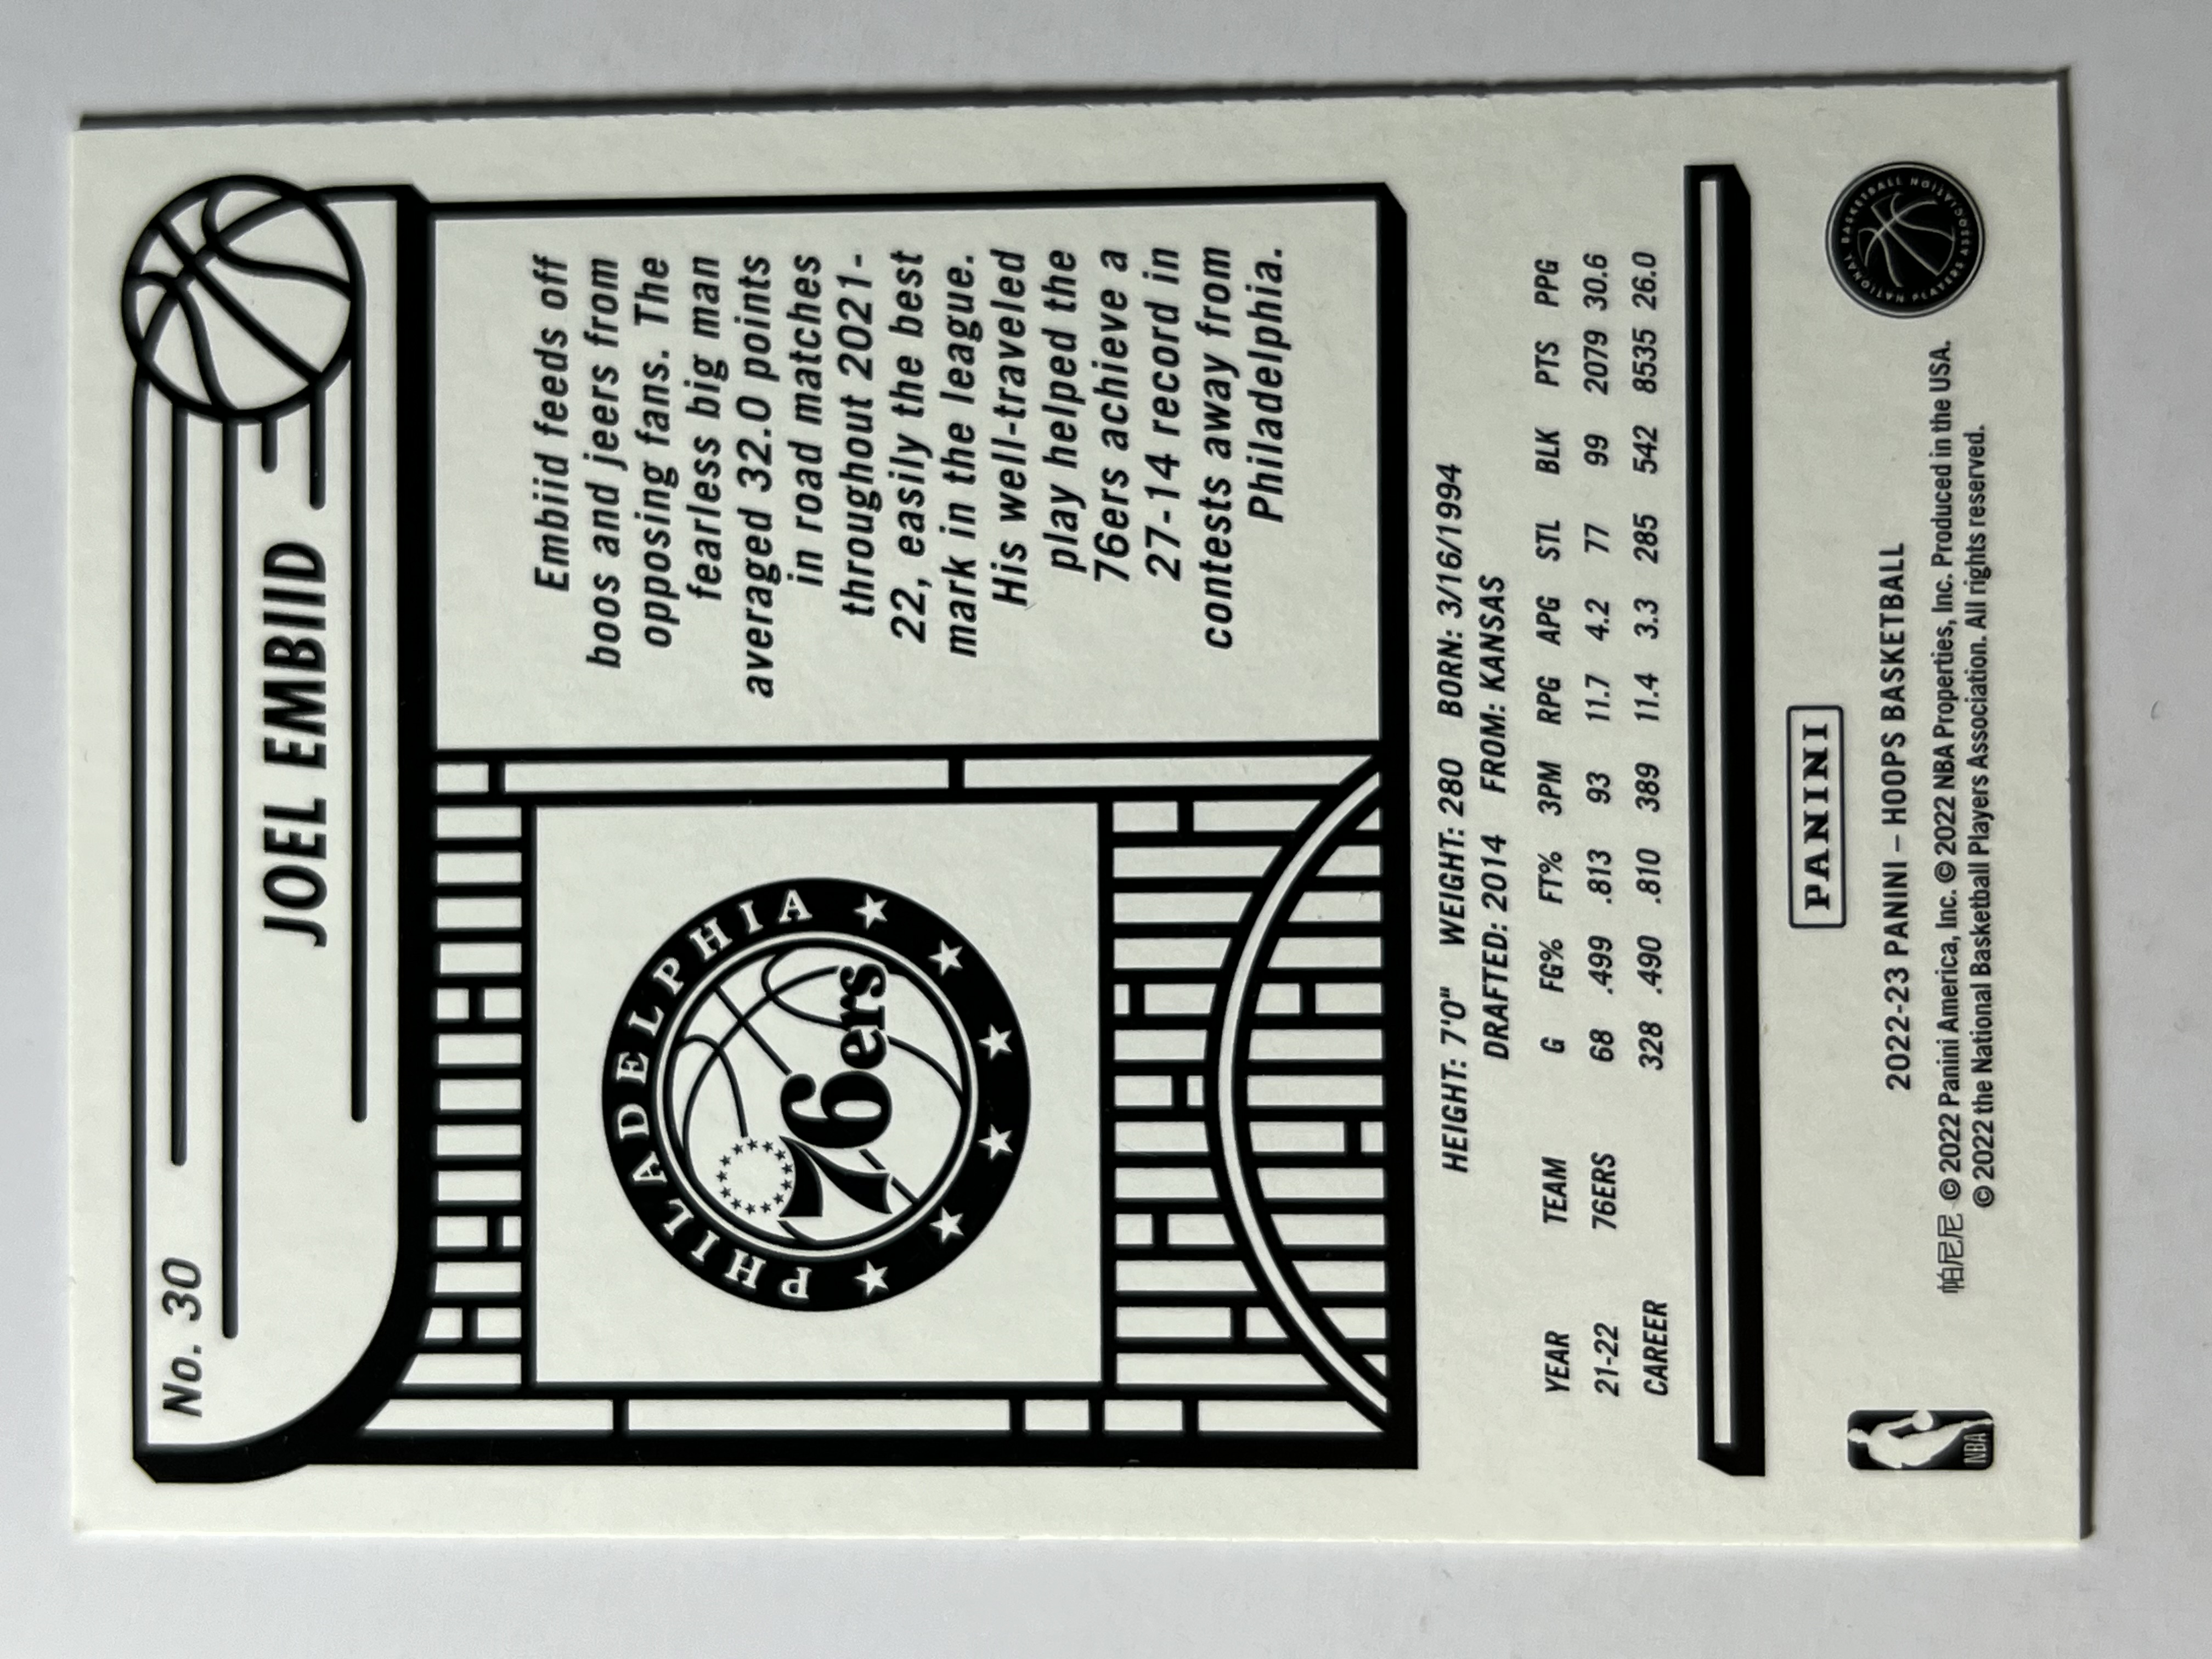 No. 30
JOEL EMBIID
Embiid feeds off
boos and jeers from
opposing fans. The
fearless big man
averaged 32.0 points
in road matches
throughout 2021-
22, easily the best
mark in the league.
His well-traveled
play helped the
76ers achieve a
27-14 record in
contests away from
Philadelphia.
PHILADELPHIA
76ers
HEIGHT: 7'0" WEIGHT: 280 BORN: 3/16/1994
DRAFTED: 2014 FROM: KANSAS
YEAR TEAM G FG% FT% 3PM RPG APG STL BLK PTS PPG
21-22 76ERS 68 .499 .813 93 11.7 4.2 77 99 2079 30.6
CAREER 328 .490 .810 389 11.4 3.3 285 542 8535 26.0
PANINI
2022-23 PANINI – HOOPS BASKETBALL
帕尼尼 © 2022 Panini America, Inc. © 2022 NBA Properties, Inc. Produced in the USA.
© 2022 the National Basketball Players Association. All rights reserved.
NBA
NATIONAL BASKETBALL PLAYERS ASSOCIATION